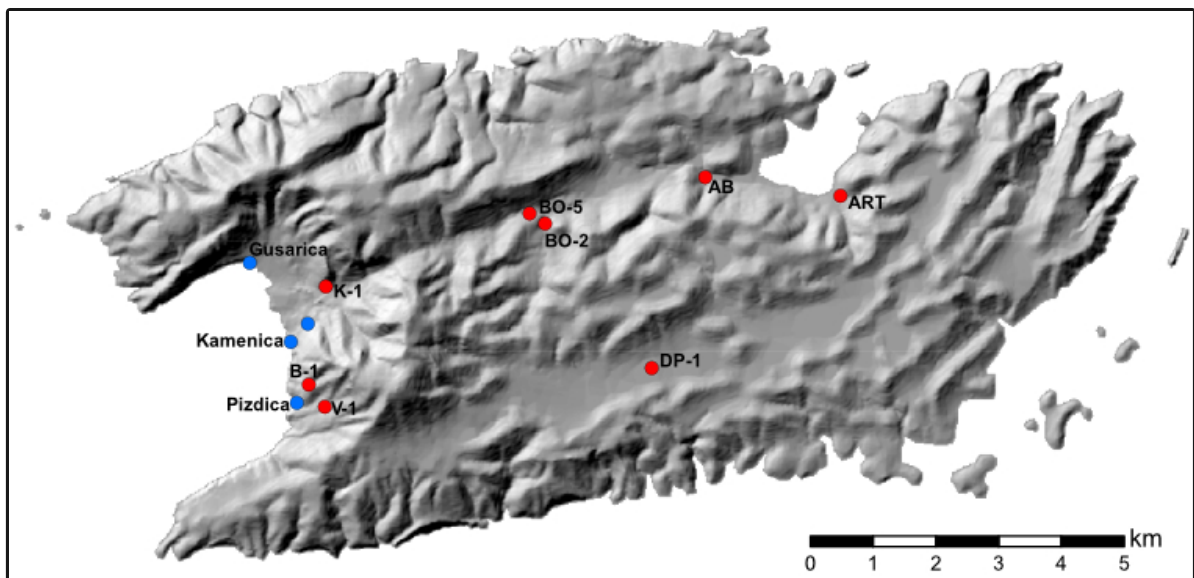 AB
ART
BO-5
BO-2
Gusarica
K-1
Kamenica
DP-1
B-1
Pizdica
V-1
km
0 1 2 3 4 5